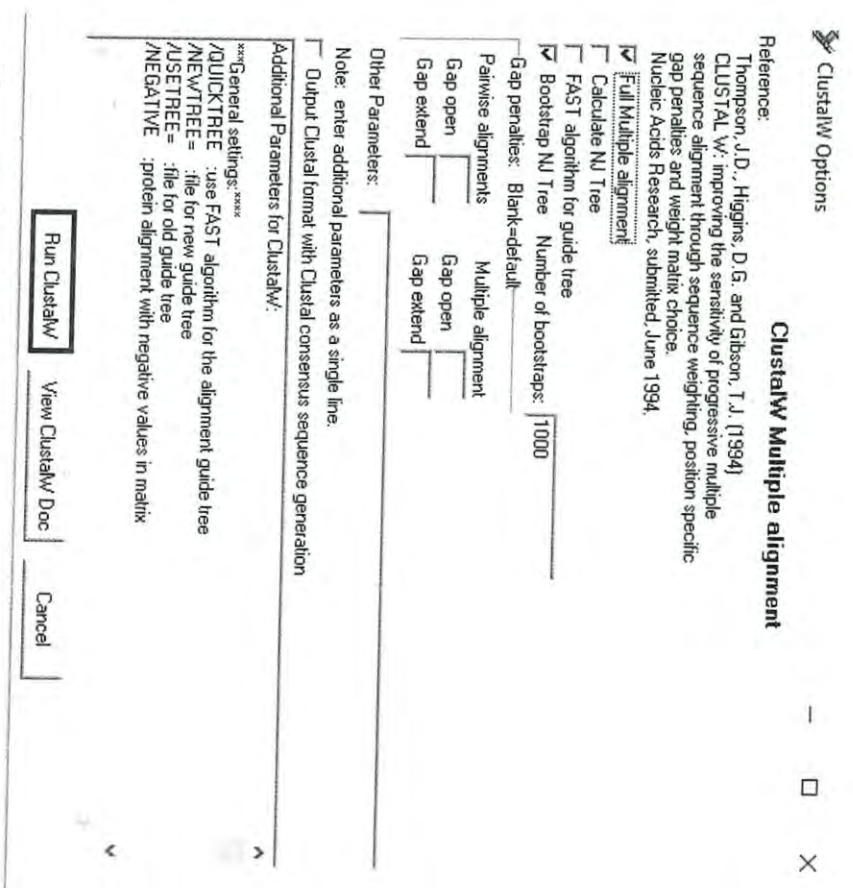 ClustalW Options
ClustalW Multiple alignment
Reference:
Thompson, J.D., Higgins, D.G. and Gibson, T.J. (1994)
CLUSTAL W: improving the sensitivity of progressive multiple
sequence alignment through sequence weighting, position specific
gap penalties and weight matrix choice.
Nucleic Acids Research, submitted, June 1994.
Full Multiple alignment
Calculate NJ Tree
FAST algorithm for guide tree
Bootstrap NJ Tree Number of bootstraps: 1000
Gap penalties: Blank=default
Pairwise alignments Multiple alignment
Gap open Gap open
Gap extend Gap extend
Other Parameters:
Note: enter additional parameters as a single line.
Output Clustal format with Clustal consensus sequence generation
Additional Parameters for ClustalW:
***General settings:****
/QUICKTREE :use FAST algorithm for the alignment guide tree
/NEWTREE= :file for new guide tree
/USETREE= :file for old guide tree
/NEGATIVE :protein alignment with negative values in matrix
Run ClustalW View ClustalW Doc Cancel